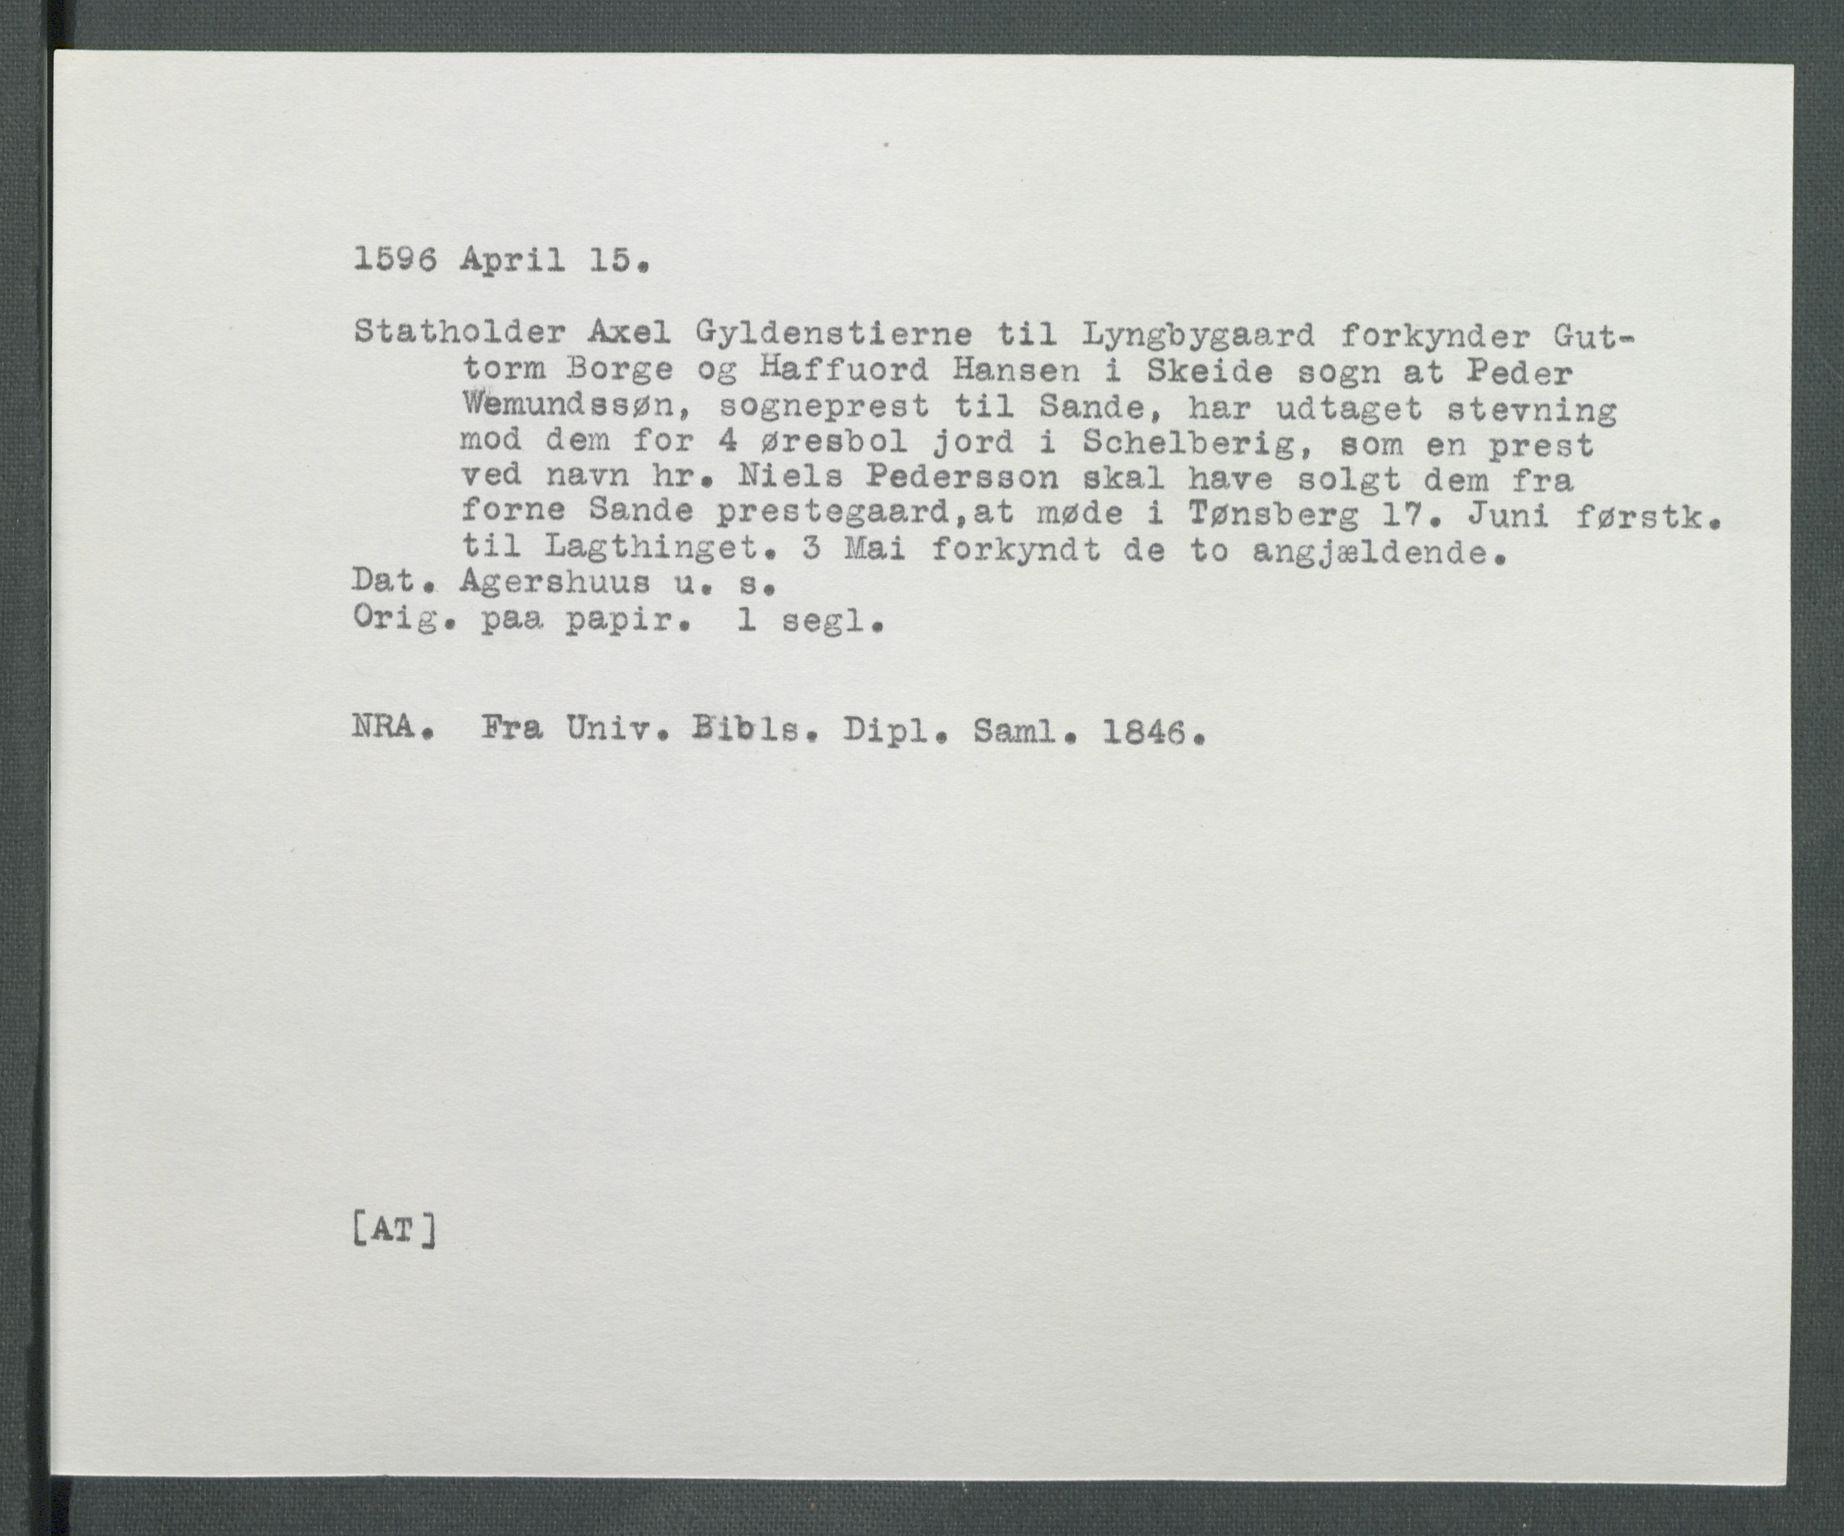 1596 April 15.
Statholder Axel Gyldenstierne til Lyngbygaard forkynder Gut-
torm Borge og Haffuord Hansen i Skeide sogn at Peder
Wemundssøn, sogneprest til Sande, har udtaget stevning
mod dem for 4 øresbol jord i Schelberig, som en prest
ved navn hr. Niels Pedersson skal have solgt dem fra
forne Sande prestegaard,at møde i Tønsberg 17. Juni førstk.
til Lagthinget. 3 Mai forkyndt de to angjældende.
Dat. Agershuus u. s.
Orig. paa papir. 1 segl.
NRA. Fra Univ. Bibls. Dipl. Saml. 1846.
[AT]